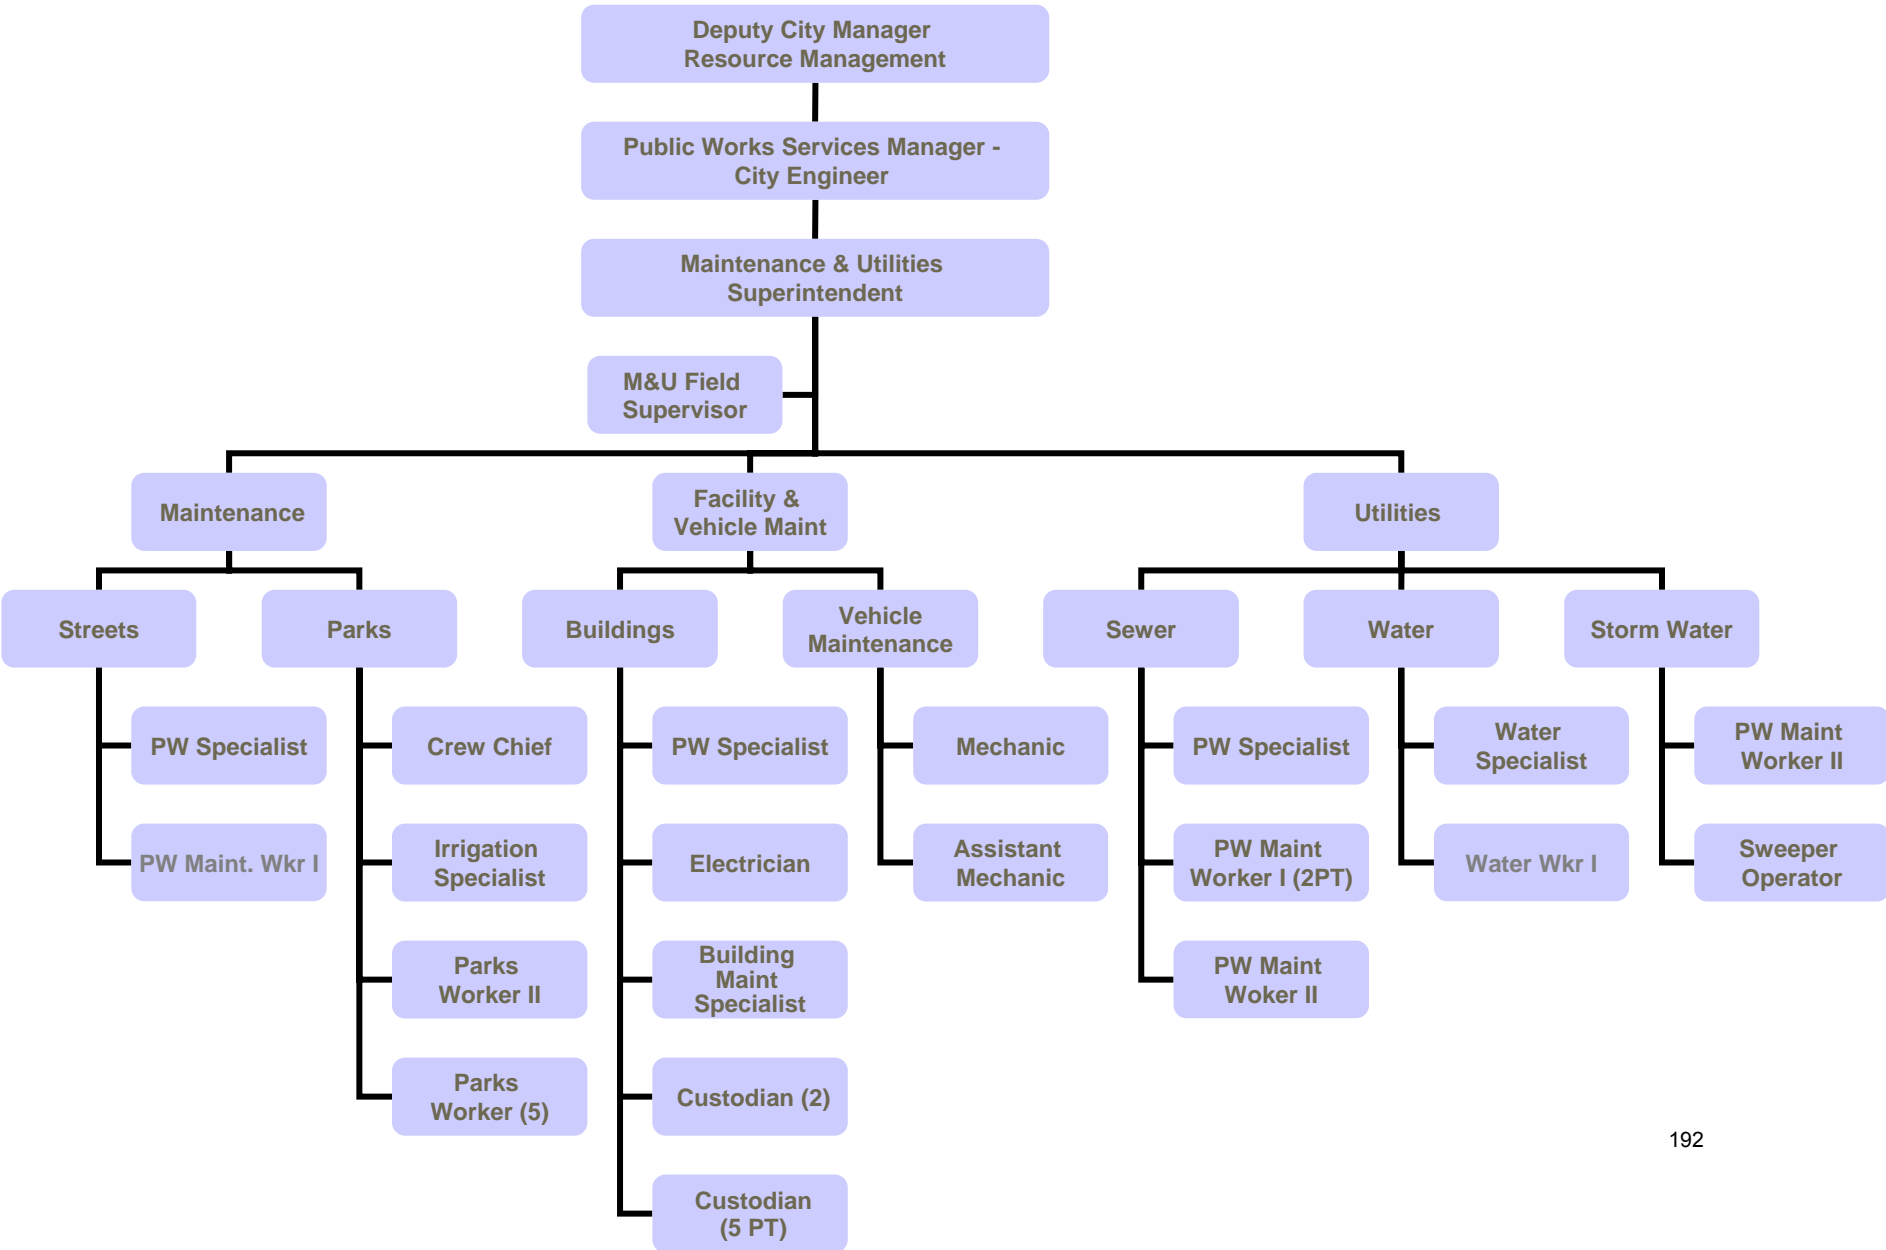 Deputy City Manager
Resource Management
Public Works Services Manager -
City Engineer
Maintenance & Utilities
Superintendent
M&U Field
Supervisor
Maintenance
Facility &
Vehicle Maint
Utilities
Streets
Parks
Buildings
Vehicle
Maintenance
Sewer
Water
Storm Water
PW Specialist
Crew Chief
PW Specialist
Mechanic
PW Specialist
Water
Specialist
PW Maint
Worker II
PW Maint. Wkr I
Irrigation
Specialist
Electrician
Assistant
Mechanic
PW Maint
Worker I (2PT)
Water Wkr I
Sweeper
Operator
Parks
Worker II
Building
Maint
Specialist
PW Maint
Woker II
Parks
Worker (5)
Custodian (2)
Custodian
(5 PT)
192